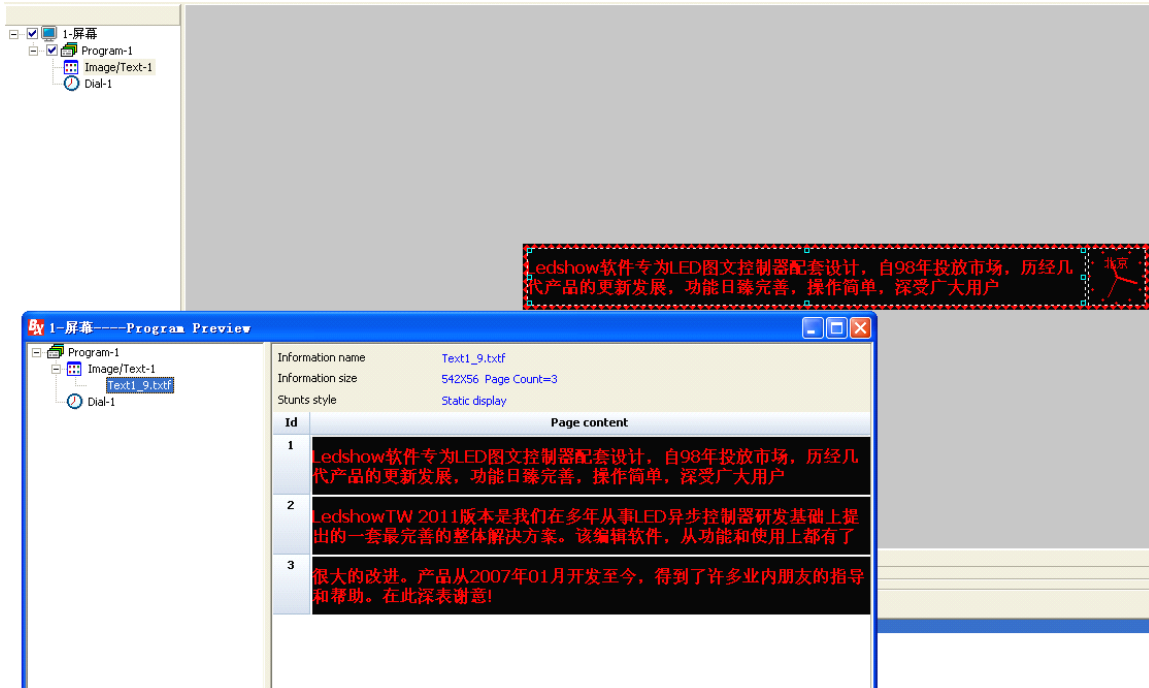 1-屏幕
Program-1
Image/Text-1
Dial-1
Ledshow软件专为LED图文控制器配套设计，自98年投放市场，历经几
代产品的更新发展，功能日臻完善，操作简单，深受广大用户
北京
BX 1-屏幕----Program Preview
Program-1
Image/Text-1
Text1_9.txtf
Dial-1
Information name Text1_9.txtf
Information size 542X56 Page Count=3
Stunts style Static display
Id Page content
1
Ledshow软件专为LED图文控制器配套设计，自98年投放市场，历经几
代产品的更新发展，功能日臻完善，操作简单，深受广大用户
2
LedshowTW 2011版本是我们在多年从事LED异步控制器研发基础上提
出的一套最完善的整体解决方案。该编辑软件，从功能和使用上都有了
3
很大的改进。产品从2007年01月开发至今，得到了许多业内朋友的指导
和帮助。在此深表谢意!